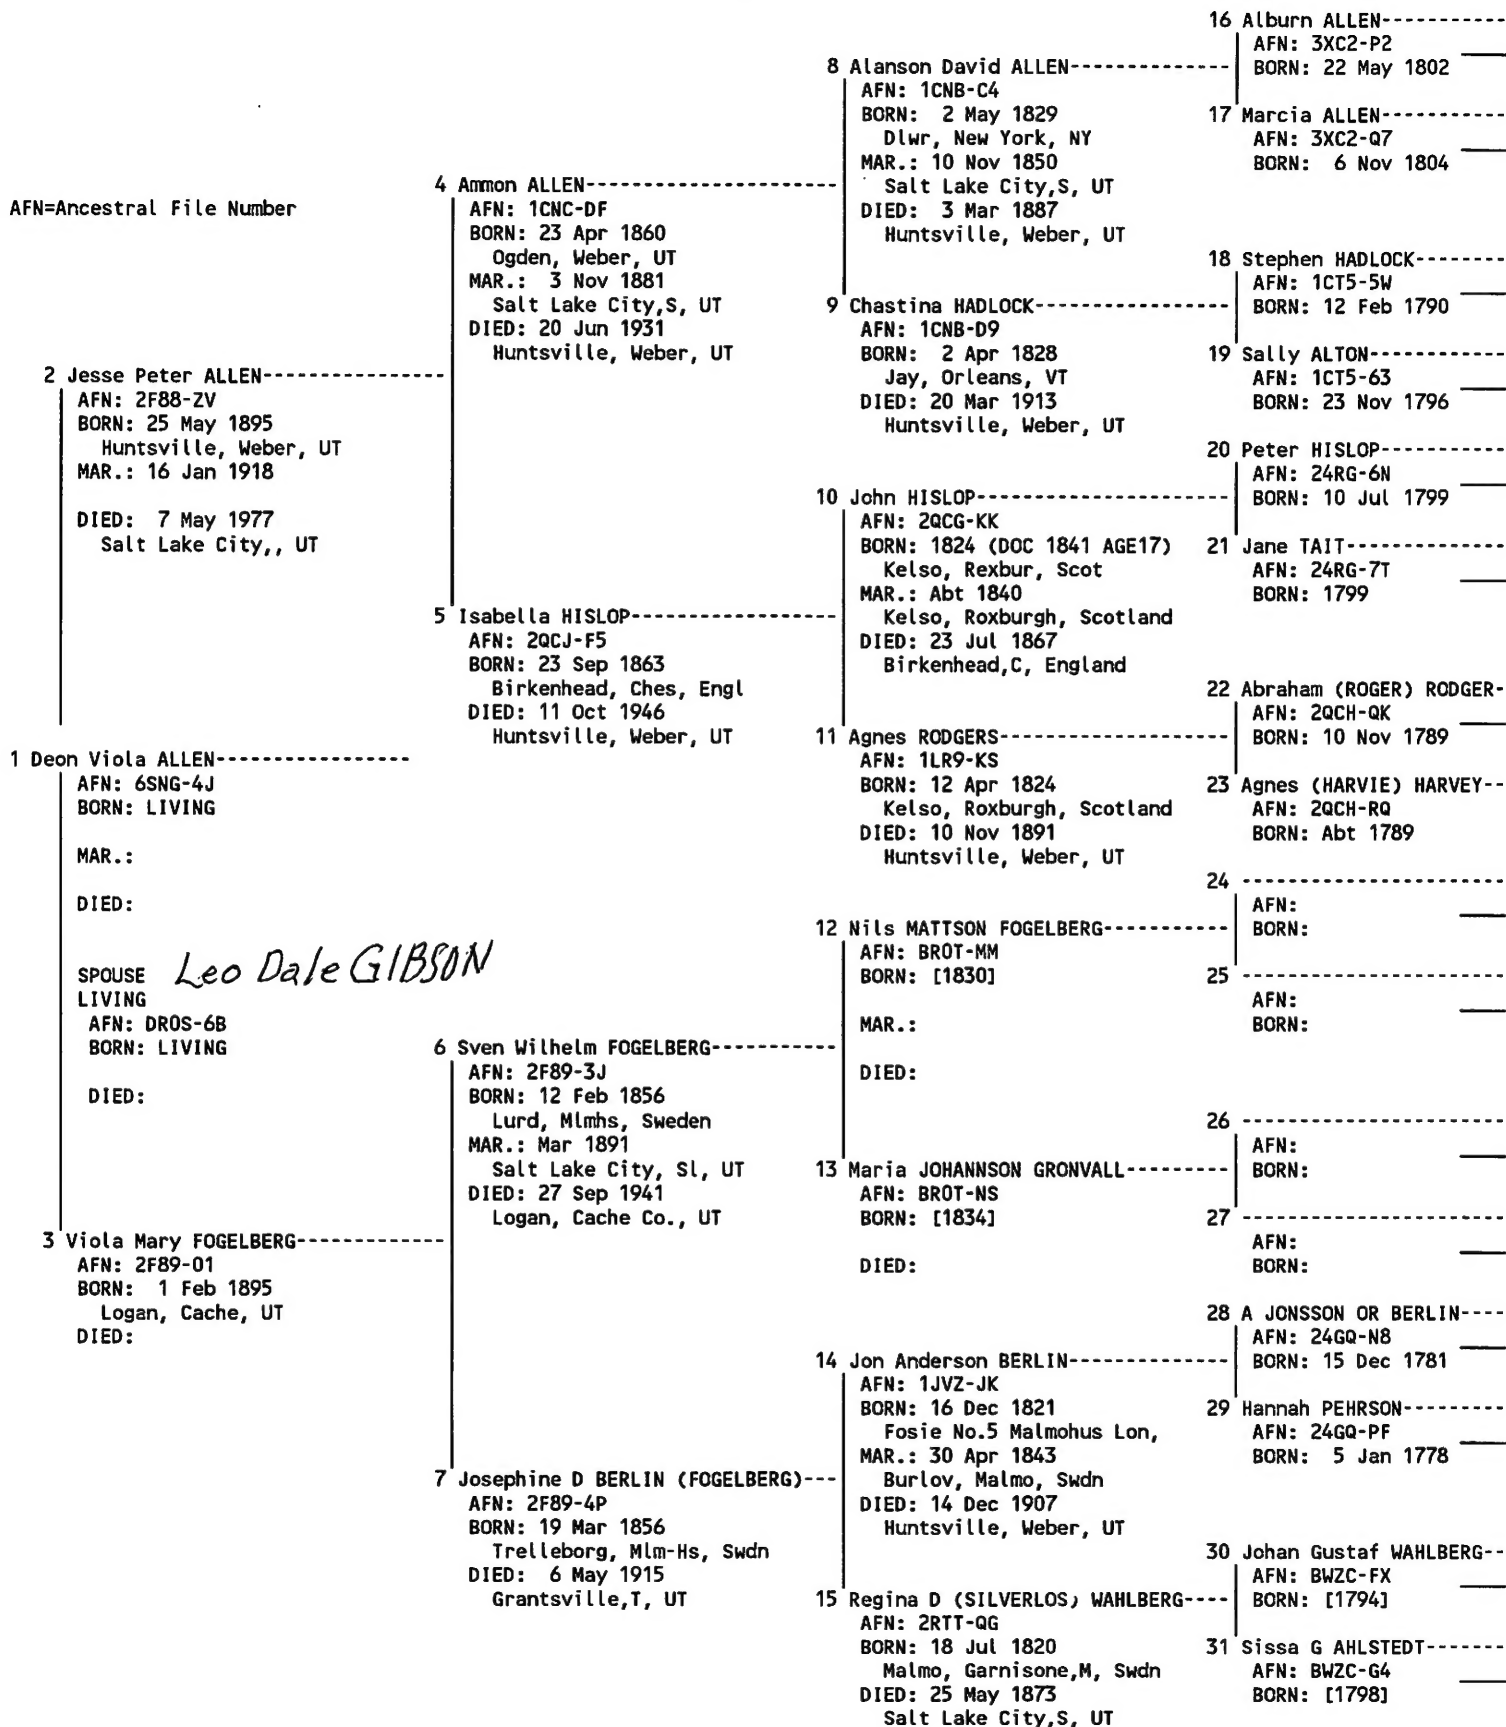 AFN=Ancestral File Number
1 Deon Viola ALLEN----------------
AFN: 6SNG-4J
BORN: LIVING
MAR.:
DIED:
SPOUSE Leo Dale GIBSON
LIVING
AFN: DR0S-6B
BORN: LIVING
DIED:
2 Jesse Peter ALLEN---------------
AFN: 2F88-ZV
BORN: 25 May 1895
Huntsville, Weber, UT
MAR.: 16 Jan 1918
DIED: 7 May 1977
Salt Lake City,, UT
3 Viola Mary FOGELBERG------------
AFN: 2F89-01
BORN: 1 Feb 1895
Logan, Cache, UT
DIED:
4 Ammon ALLEN---------------------
AFN: 1CNC-DF
BORN: 23 Apr 1860
Ogden, Weber, UT
MAR.: 3 Nov 1881
Salt Lake City,S, UT
DIED: 20 Jun 1931
Huntsville, Weber, UT
5 Isabella HISLOP-----------------
AFN: 2QCJ-F5
BORN: 23 Sep 1863
Birkenhead, Ches, Engl
DIED: 11 Oct 1946
Huntsville, Weber, UT
6 Sven Wilhelm FOGELBERG----------
AFN: 2F89-3J
BORN: 12 Feb 1856
Lurd, Mlmhs, Sweden
MAR.: Mar 1891
Salt Lake City, Sl, UT
DIED: 27 Sep 1941
Logan, Cache Co., UT
7 Josephine D BERLIN (FOGELBERG)---
AFN: 2F89-4P
BORN: 19 Mar 1856
Trelleborg, Mlm-Hs, Swdn
DIED: 6 May 1915
Grantsville,T, UT
8 Alanson David ALLEN--------------
AFN: 1CNB-C4
BORN: 2 May 1829
Dlwr, New York, NY
MAR.: 10 Nov 1850
Salt Lake City,S, UT
DIED: 3 Mar 1887
Huntsville, Weber, UT
9 Chastina HADLOCK-----------------
AFN: 1CNB-D9
BORN: 2 Apr 1828
Jay, Orleans, VT
DIED: 20 Mar 1913
Huntsville, Weber, UT
10 John HISLOP----------------------
AFN: 2QCG-KK
BORN: 1824 (DOC 1841 AGE17)
Kelso, Rexbur, Scot
MAR.: Abt 1840
Kelso, Roxburgh, Scotland
DIED: 23 Jul 1867
Birkenhead,C, England
11 Agnes RODGERS--------------------
AFN: 1LR9-KS
BORN: 12 Apr 1824
Kelso, Roxburgh, Scotland
DIED: 10 Nov 1891
Huntsville, Weber, UT
12 Nils MATTSON FOGELBERG-----------
AFN: BR0T-MM
BORN: [1830]
MAR.:
DIED:
13 Maria JOHANNSON GRONVALL---------
AFN: BR0T-NS
BORN: [1834]
DIED:
14 Jon Anderson BERLIN--------------
AFN: 1JVZ-JK
BORN: 16 Dec 1821
Fosie No.5 Malmohus Lon,
MAR.: 30 Apr 1843
Burlov, Malmo, Swdn
DIED: 14 Dec 1907
Huntsville, Weber, UT
15 Regina D (SILVERLOS) WAHLBERG----
AFN: 2RTT-QG
BORN: 18 Jul 1820
Malmo, Garnisone,M, Swdn
DIED: 25 May 1873
Salt Lake City,S, UT
16 Alburn ALLEN-----------
AFN: 3XC2-P2
BORN: 22 May 1802
17 Marcia ALLEN-----------
AFN: 3XC2-Q7
BORN: 6 Nov 1804
18 Stephen HADLOCK--------
AFN: 1CT5-5W
BORN: 12 Feb 1790
19 Sally ALTON------------
AFN: 1CT5-63
BORN: 23 Nov 1796
20 Peter HISLOP-----------
AFN: 24RG-6N
BORN: 10 Jul 1799
21 Jane TAIT--------------
AFN: 24RG-7T
BORN: 1799
22 Abraham (ROGER) RODGER-
AFN: 2QCH-QK
BORN: 10 Nov 1789
23 Agnes (HARVIE) HARVEY--
AFN: 2QCH-RQ
BORN: Abt 1789
24 -----------------------
AFN:
BORN:
25 -----------------------
AFN:
BORN:
26 -----------------------
AFN:
BORN:
27 -----------------------
AFN:
BORN:
28 A JONSSON OR BERLIN----
AFN: 24GQ-N8
BORN: 15 Dec 1781
29 Hannah PEHRSON---------
AFN: 24GQ-PF
BORN: 5 Jan 1778
30 Johan Gustaf WAHLBERG--
AFN: BWZC-FX
BORN: [1794]
31 Sissa G AHLSTEDT-------
AFN: BWZC-G4
BORN: [1798]